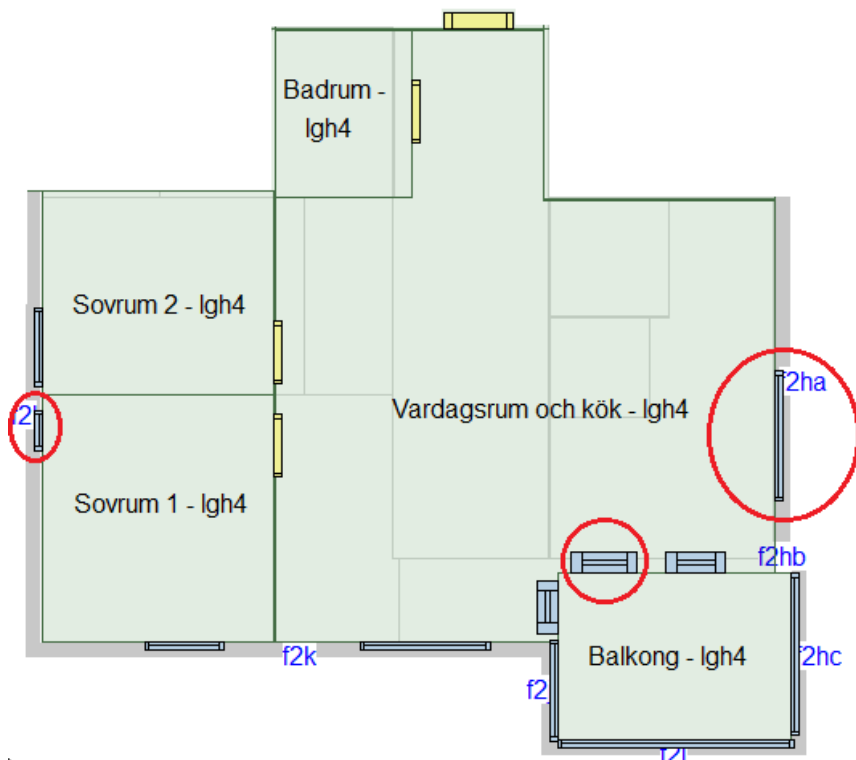 Badrum -
lgh4
Sovrum 2 - lgh4
f2ha
Vardagsrum och kök - lgh4
Sovrum 1 - lgh4
f2hb
f2k
Balkong - lgh4
f2hc